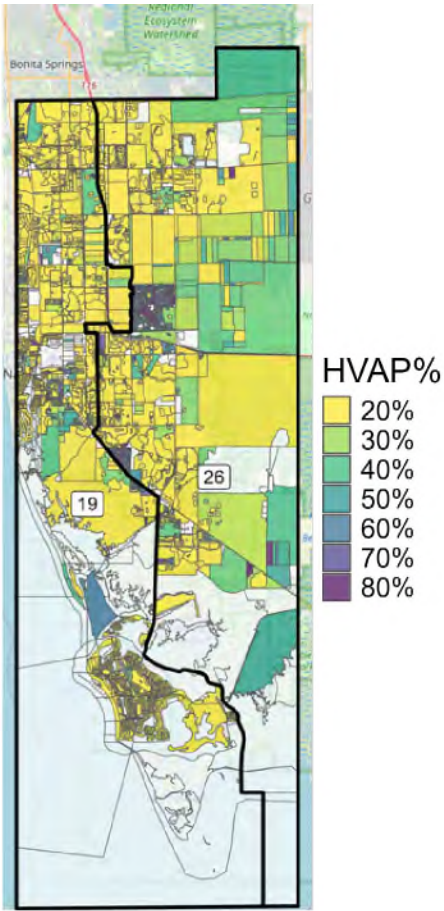 Regional
Ecosystem
Watershed
Bonita Springs
HVAP%
20%
30%
26
40%
19
50%
60%
70%
80%